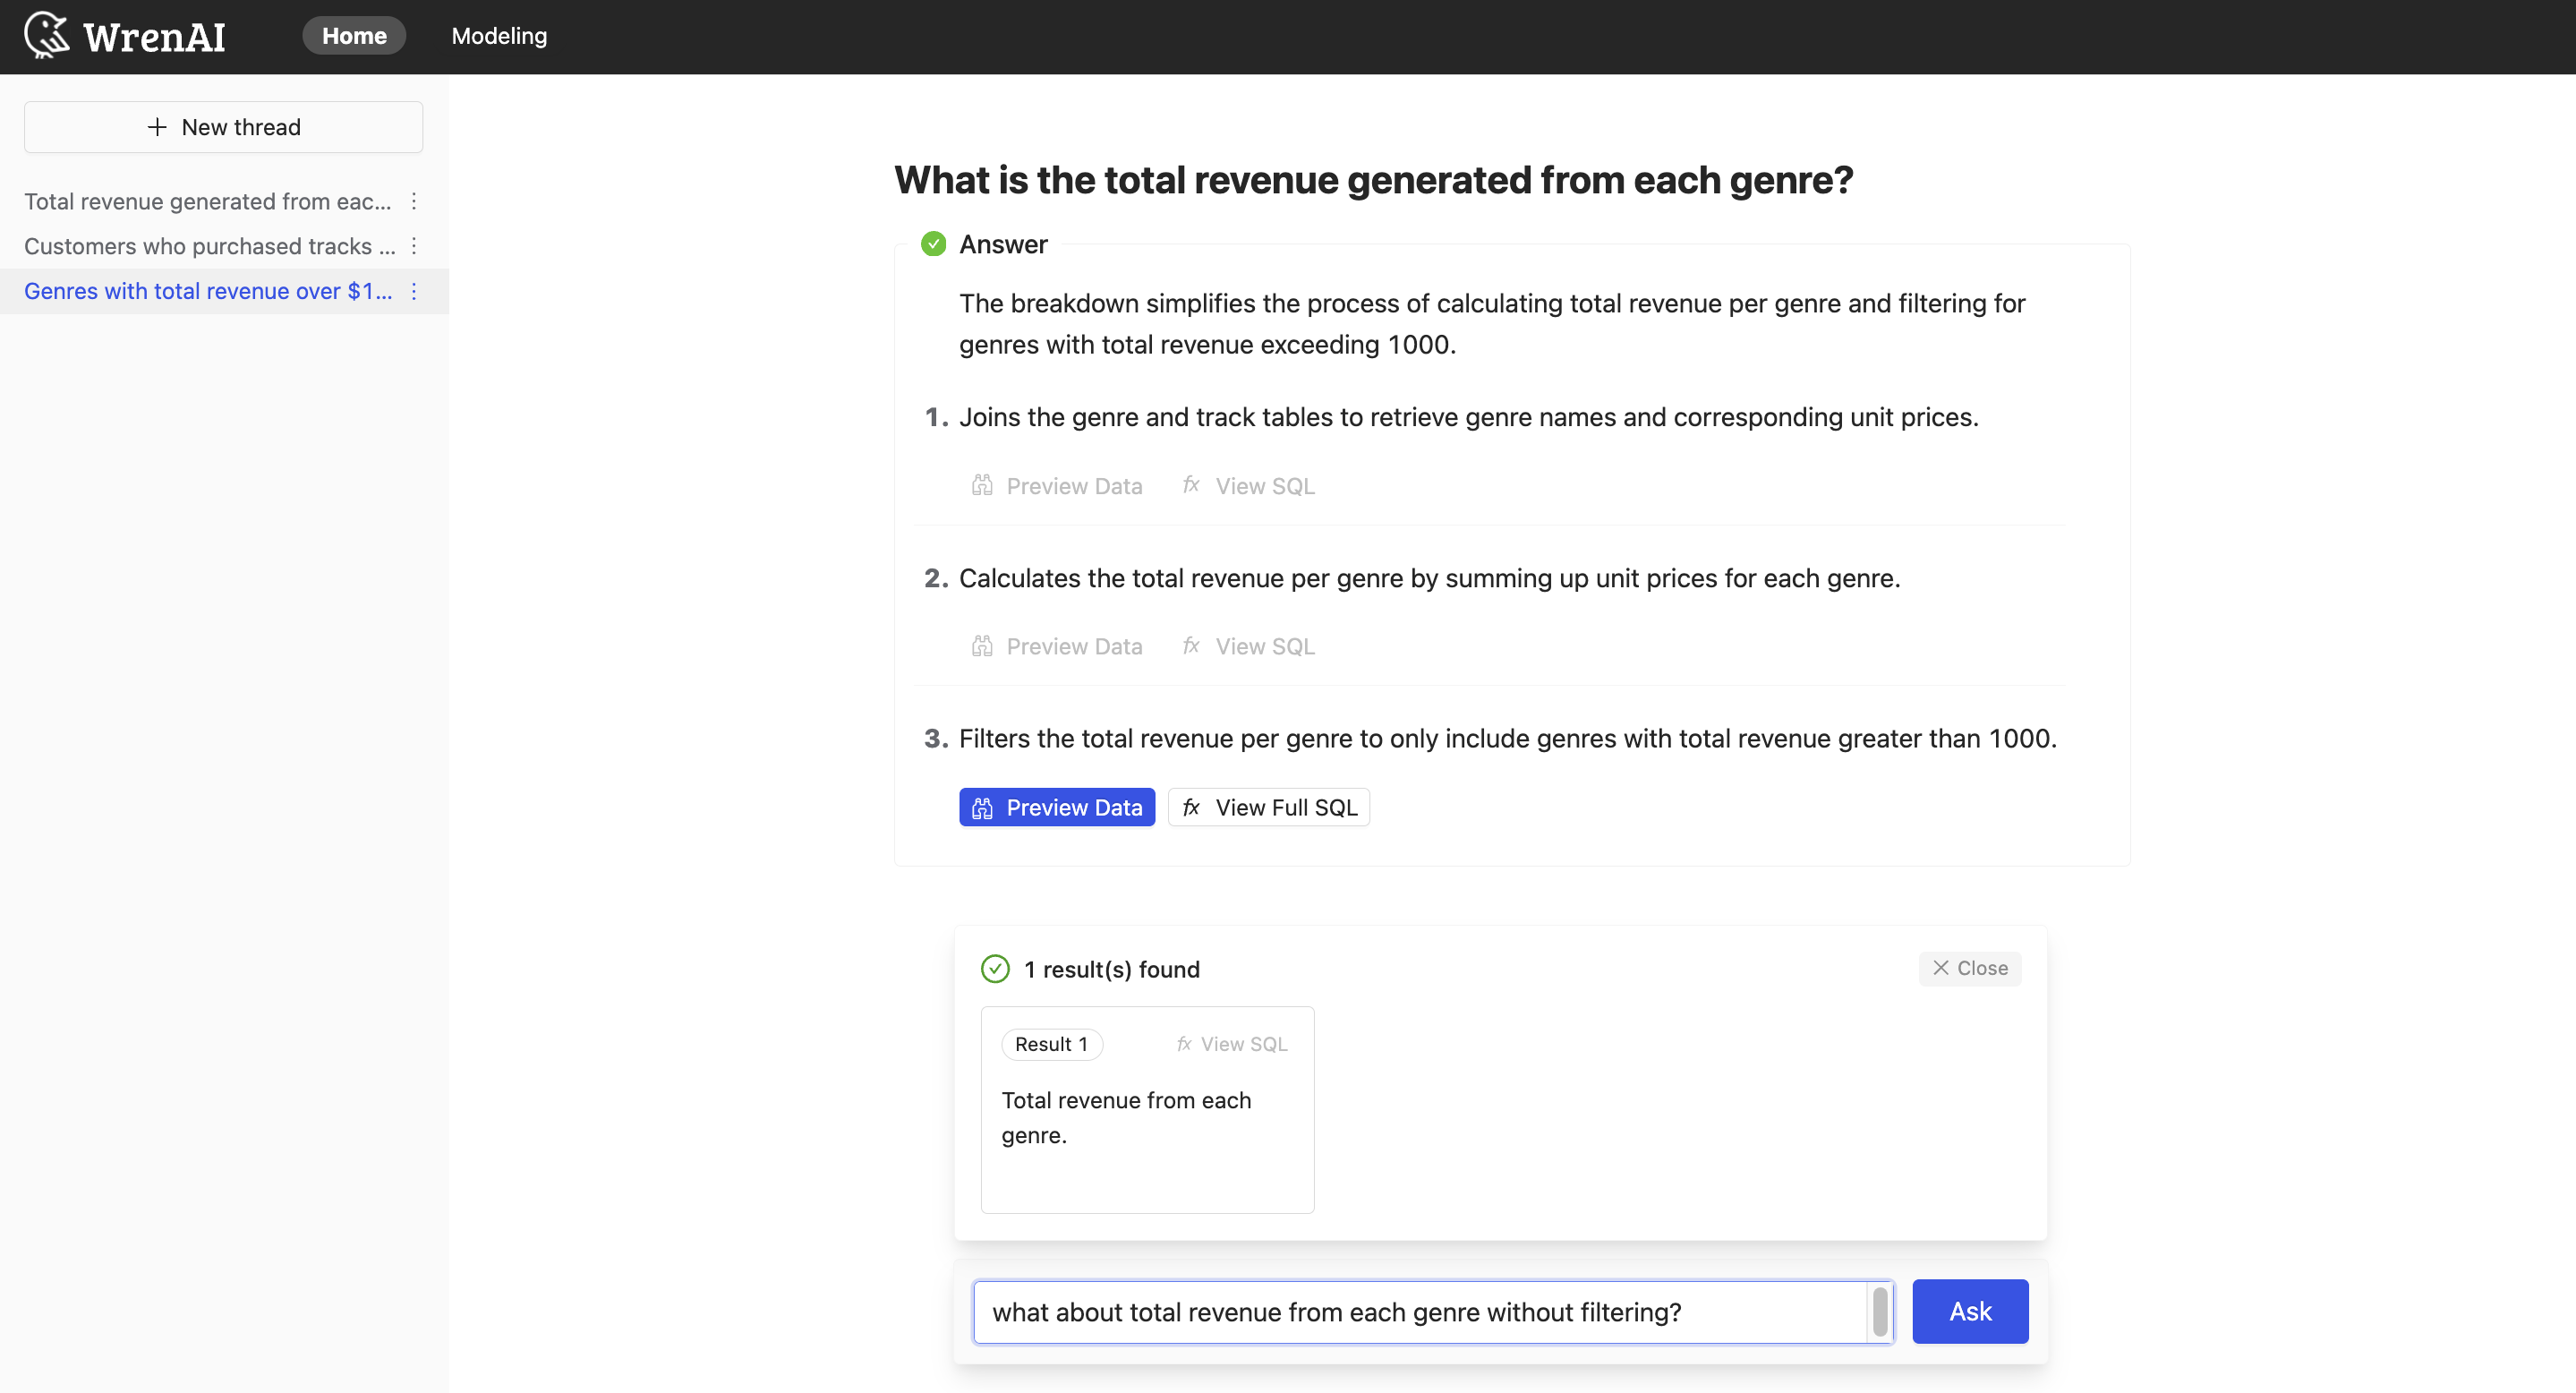 WrenAI
Home
Modeling
+ New thread
Total revenue generated from eac...
Customers who purchased tracks ...
Genres with total revenue over $1...
What is the total revenue generated from each genre?
Answer
The breakdown simplifies the process of calculating total revenue per genre and filtering for
genres with total revenue exceeding 1000.
1. Joins the genre and track tables to retrieve genre names and corresponding unit prices.
Preview Data fx View SQL
2. Calculates the total revenue per genre by summing up unit prices for each genre.
Preview Data fx View SQL
3. Filters the total revenue per genre to only include genres with total revenue greater than 1000.
Preview Data fx View Full SQL
1 result(s) found
Close
Result 1 fx View SQL
Total revenue from each
genre.
what about total revenue from each genre without filtering?
Ask